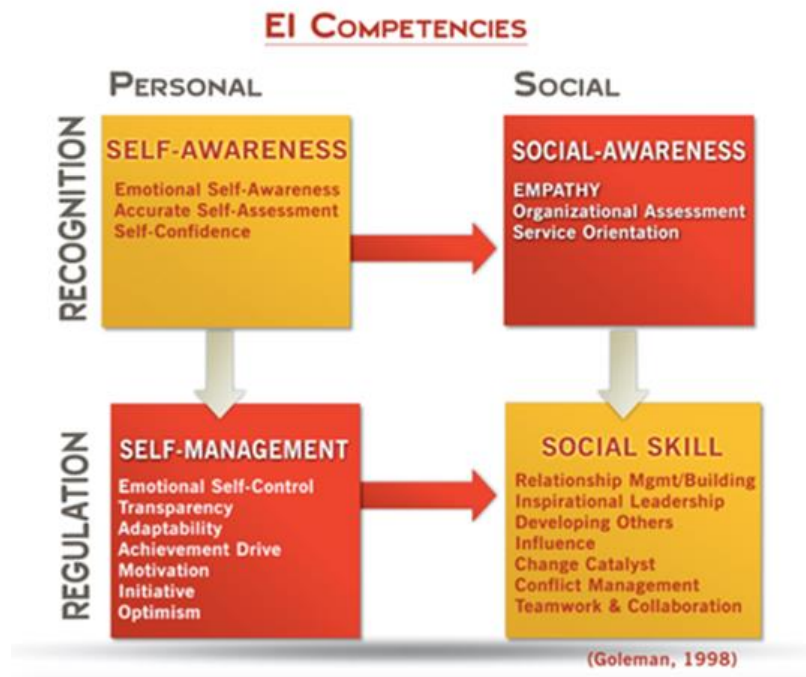 EI COMPETENCIES
PERSONAL
SOCIAL
RECOGNITION
SELF-AWARENESS
Emotional Self-Awareness
Accurate Self-Assessment
Self-Confidence
SOCIAL-AWARENESS
EMPATHY
Organizational Assessment
Service Orientation
REGULATION
SELF-MANAGEMENT
Emotional Self-Control
Transparency
Adaptability
Achievement Drive
Motivation
Initiative
Optimism
SOCIAL SKILL
Relationship Mgmt/Building
Inspirational Leadership
Developing Others
Influence
Change Catalyst
Conflict Management
Teamwork & Collaboration
(Goleman, 1998)